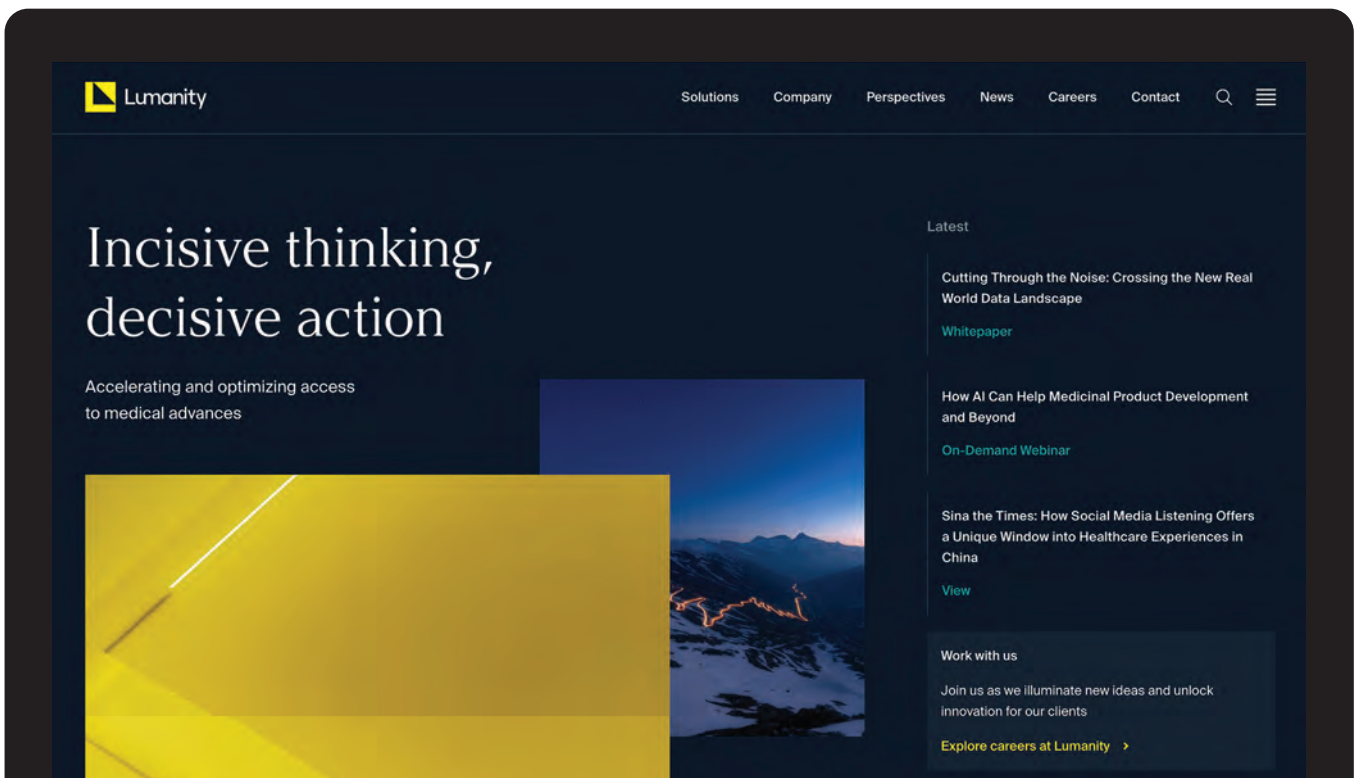 Lumanity
Solutions Company Perspectives News Careers Contact
Incisive thinking,
decisive action
Accelerating and optimizing access
to medical advances
Latest
Cutting Through the Noise: Crossing the New Real
World Data Landscape
Whitepaper
How AI Can Help Medicinal Product Development
and Beyond
On-Demand Webinar
Sina the Times: How Social Media Listening Offers
a Unique Window into Healthcare Experiences in
China
View
Work with us
Join us as we illuminate new ideas and unlock
innovation for our clients
Explore careers at Lumanity >